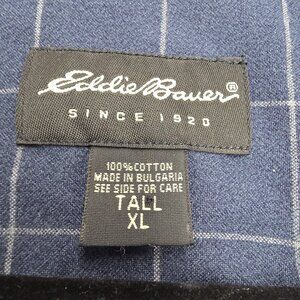 Eddie Bauer®
SINCE 1920
100% COTTON
MADE IN BULGARIA
SEE SIDE FOR CARE
TALL
XL